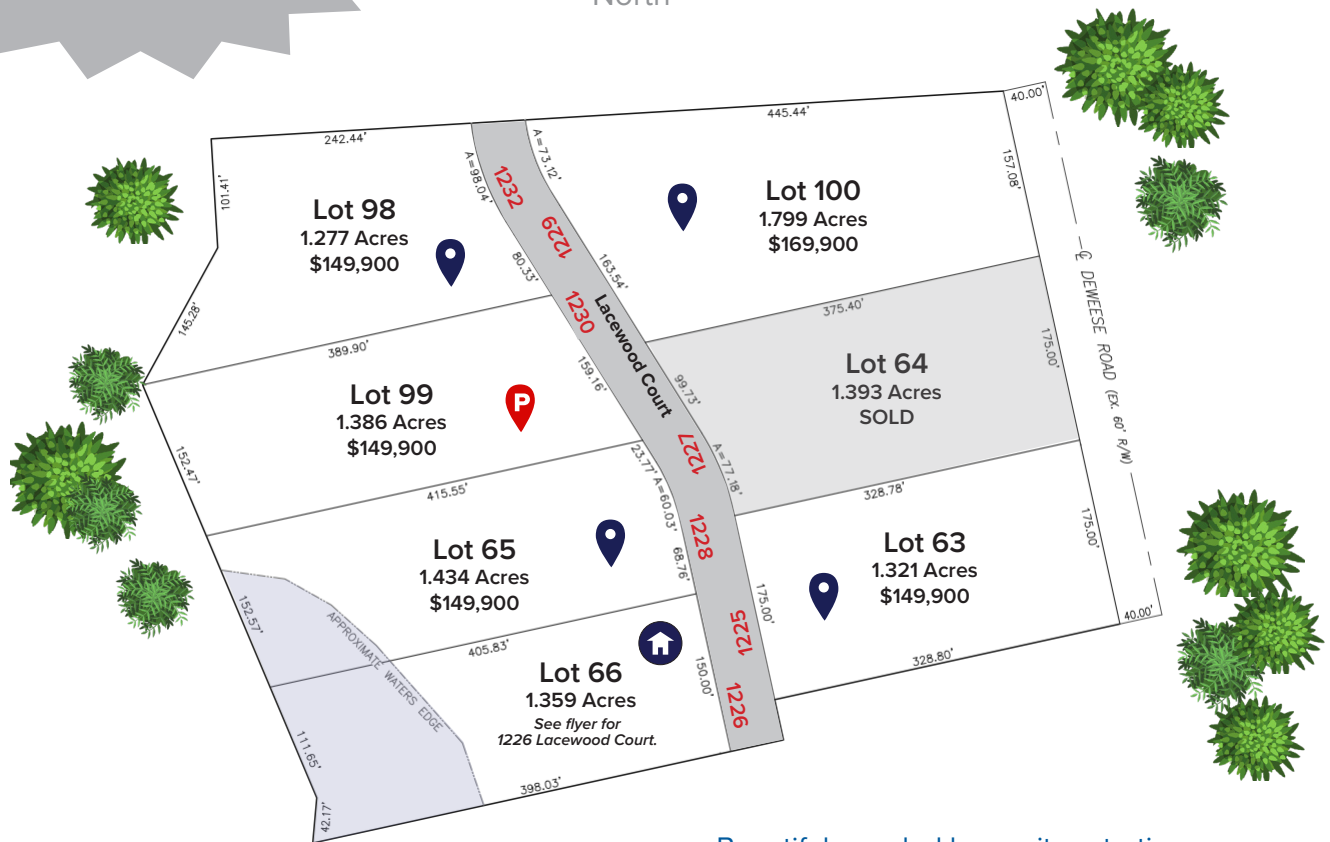 242.44'
445.44'
40.00'
101.41'
A=98.04'
A=73.12'
157.08'
1232
1229
Lot 98
1.277 Acres
$149,900
Lot 100
1.799 Acres
$169,900
80.33'
163.54'
145.28'
1230
Lacewood Court
℄ DEWEESE ROAD (EX. 60' R/W)
389.90'
375.40'
Lot 99
1.386 Acres
$149,900
159.16'
99.73'
Lot 64
1.393 Acres
SOLD
175.00'
152.47'
415.55'
23.77'
A=60.03'
1227
A=77.18'
328.78'
Lot 65
1.434 Acres
$149,900
68.76'
1228
Lot 63
1.321 Acres
$149,900
175.00'
152.57'
APPROXIMATE WATERS EDGE
405.83'
175.00'
1225
40.00'
Lot 66
1.359 Acres
See flyer for
1226 Lacewood Court.
150.00'
1226
328.80'
111.65'
398.03'
42.17'